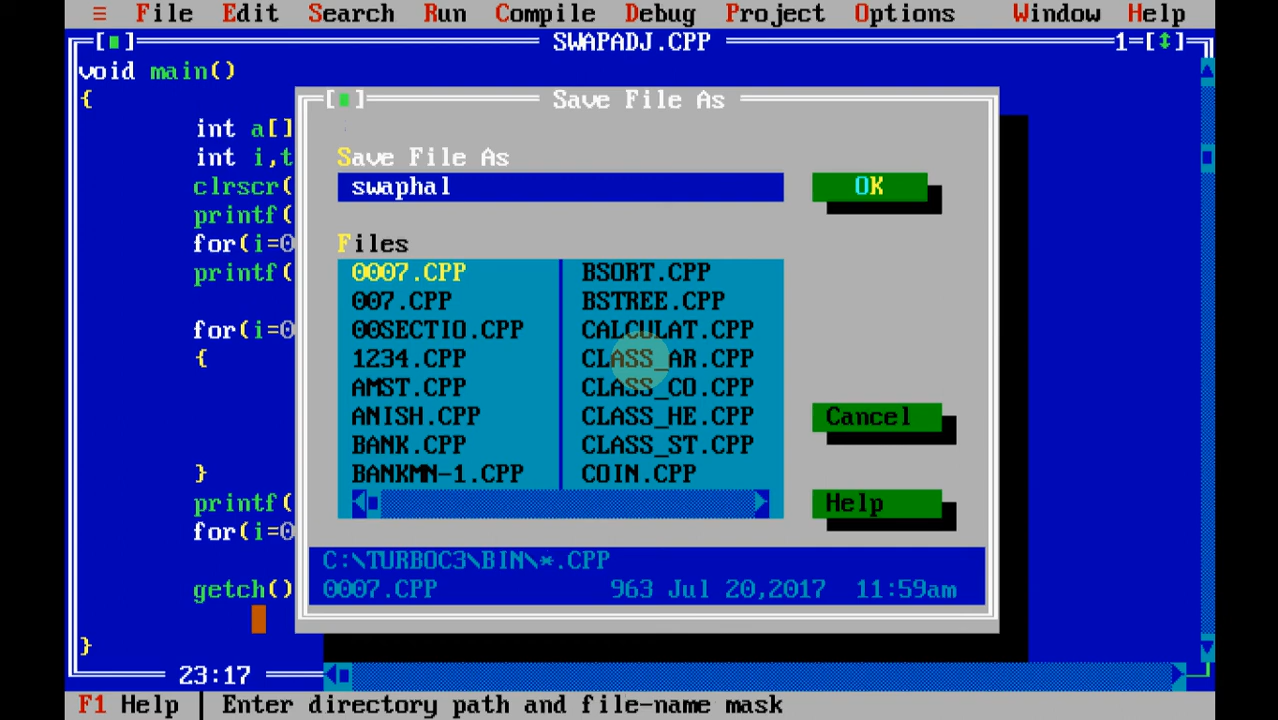 ≡ File Edit Search Run Compile Debug Project Options Window Help
[■] SWAPADJ.CPP 1=[↕]
void main()
{
int a[]
int i,t
clrscr(
printf(
for(i=0
printf(
for(i=0
{
}
printf(
for(i=0
getch()
}
23:17
[■] Save File As
Save File As
swaphal
OK
Files
0007.CPP BSORT.CPP
007.CPP BSTREE.CPP
00SECTIO.CPP CALCULAT.CPP
1234.CPP CLASS_AR.CPP
AMST.CPP CLASS_CO.CPP
ANISH.CPP CLASS_HE.CPP
BANK.CPP CLASS_ST.CPP
BANKMN-1.CPP COIN.CPP
Cancel
Help
C:\TURBOC3\BIN\*.CPP
0007.CPP 963 Jul 20,2017 11:59am
F1 Help | Enter directory path and file-name mask